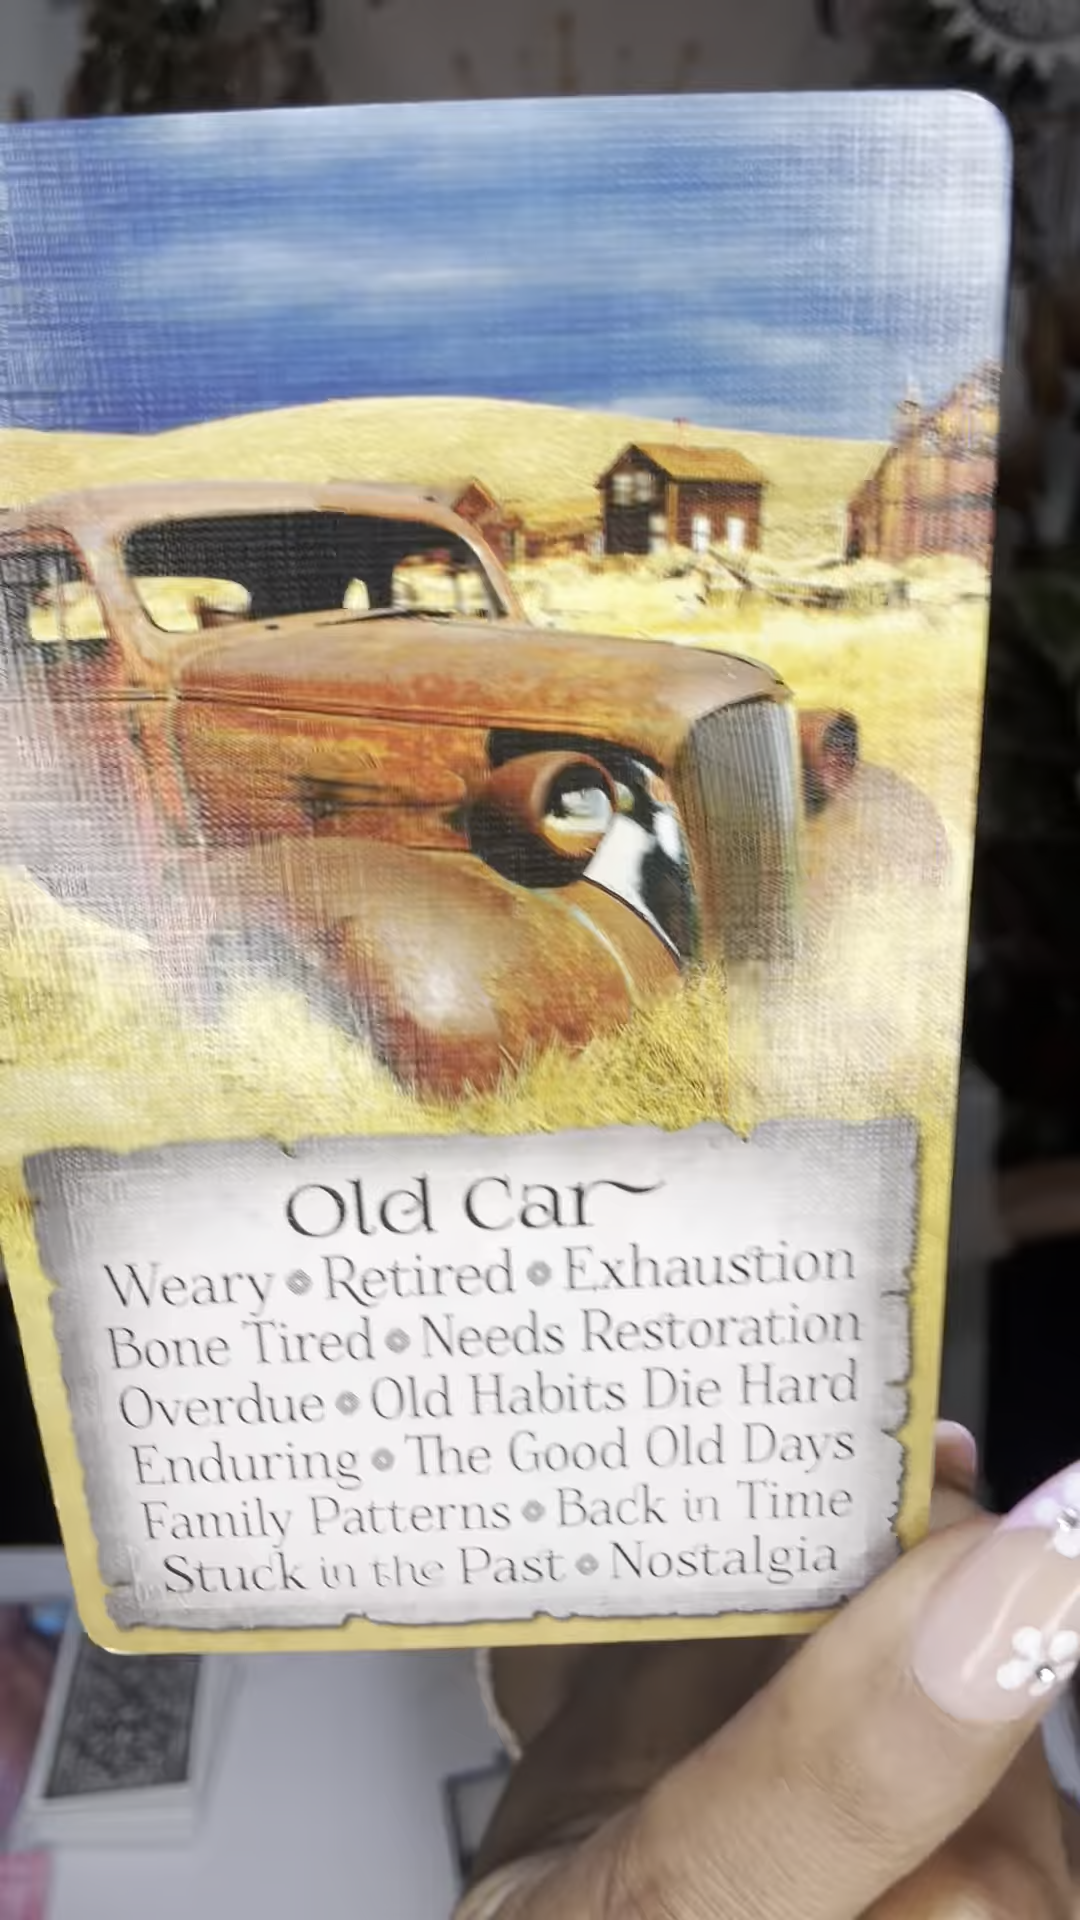 Old Car
Weary • Retired • Exhaustion
Bone Tired • Needs Restoration
Overdue • Old Habits Die Hard
Enduring • The Good Old Days
Family Patterns • Back in Time
Stuck in the Past • Nostalgia